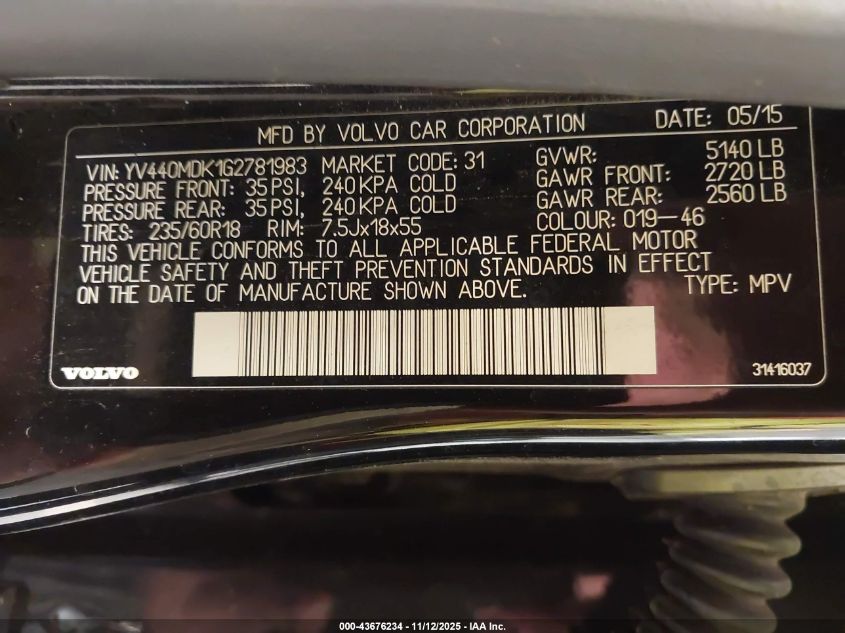 MFD BY VOLVO CAR CORPORATION DATE: 05/15
VIN: YV440MDK1G2781983 MARKET CODE: 31 GVWR: 5140 LB
PRESSURE FRONT: 35 PSI, 240 KPA COLD GAWR FRONT: 2720 LB
PRESSURE REAR: 35 PSI, 240 KPA COLD GAWR REAR: 2560 LB
TIRES: 235/60R18 RIM: 7.5Jx18x55 COLOUR: 019-46
THIS VEHICLE CONFORMS TO ALL APPLICABLE FEDERAL MOTOR
VEHICLE SAFETY AND THEFT PREVENTION STANDARDS IN EFFECT
ON THE DATE OF MANUFACTURE SHOWN ABOVE. TYPE: MPV
VOLVO 31416037
000-43676234 - 11/12/2025 - IAA Inc.